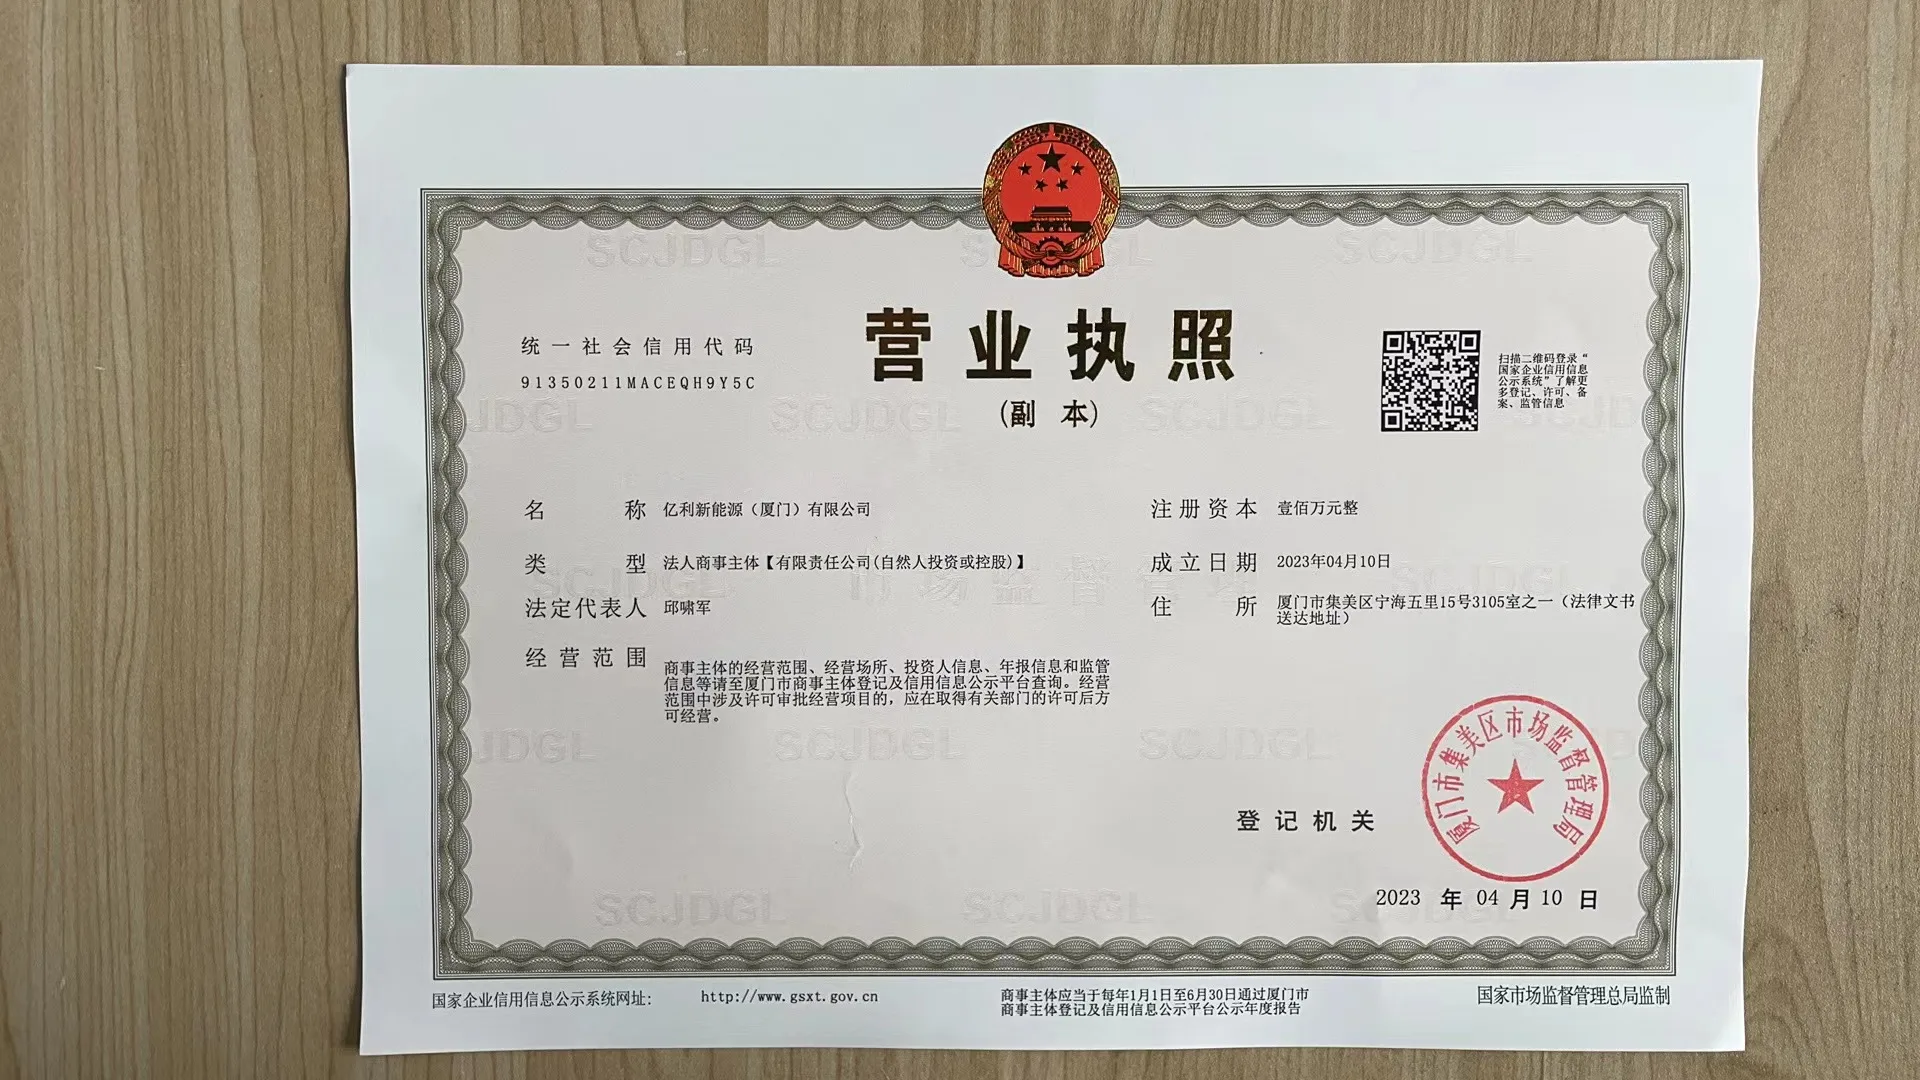 营业执照
（副 本）
统一社会信用代码
91350211MACEQH9Y5C
扫描二维码登录“
国家企业信用信息
公示系统”了解更
多登记、许可、备
案、监管信息
名 称 亿利新能源（厦门）有限公司
类 型 法人商事主体【有限责任公司(自然人投资或控股)】
法定代表人 邱啸军
经营范围 商事主体的经营范围、经营场所、投资人信息、年报信息和监管
信息等请至厦门市商事主体登记及信用信息公示平台查询。经营
范围中涉及许可审批经营项目的，应在取得有关部门的许可后方
可经营。
注册资本 壹佰万元整
成立日期 2023年04月10日
住 所 厦门市集美区宁海五里15号3105室之一（法律文书
送达地址）
登记机关
厦门市集美区市场监督管理局
2023 年 04 月 10 日
国家企业信用信息公示系统网址： http://www.gsxt.gov.cn
商事主体应当于每年1月1日至6月30日通过厦门市
商事主体登记及信用信息公示平台公示年度报告
国家市场监督管理总局监制
SCJDGL
市场监督管理